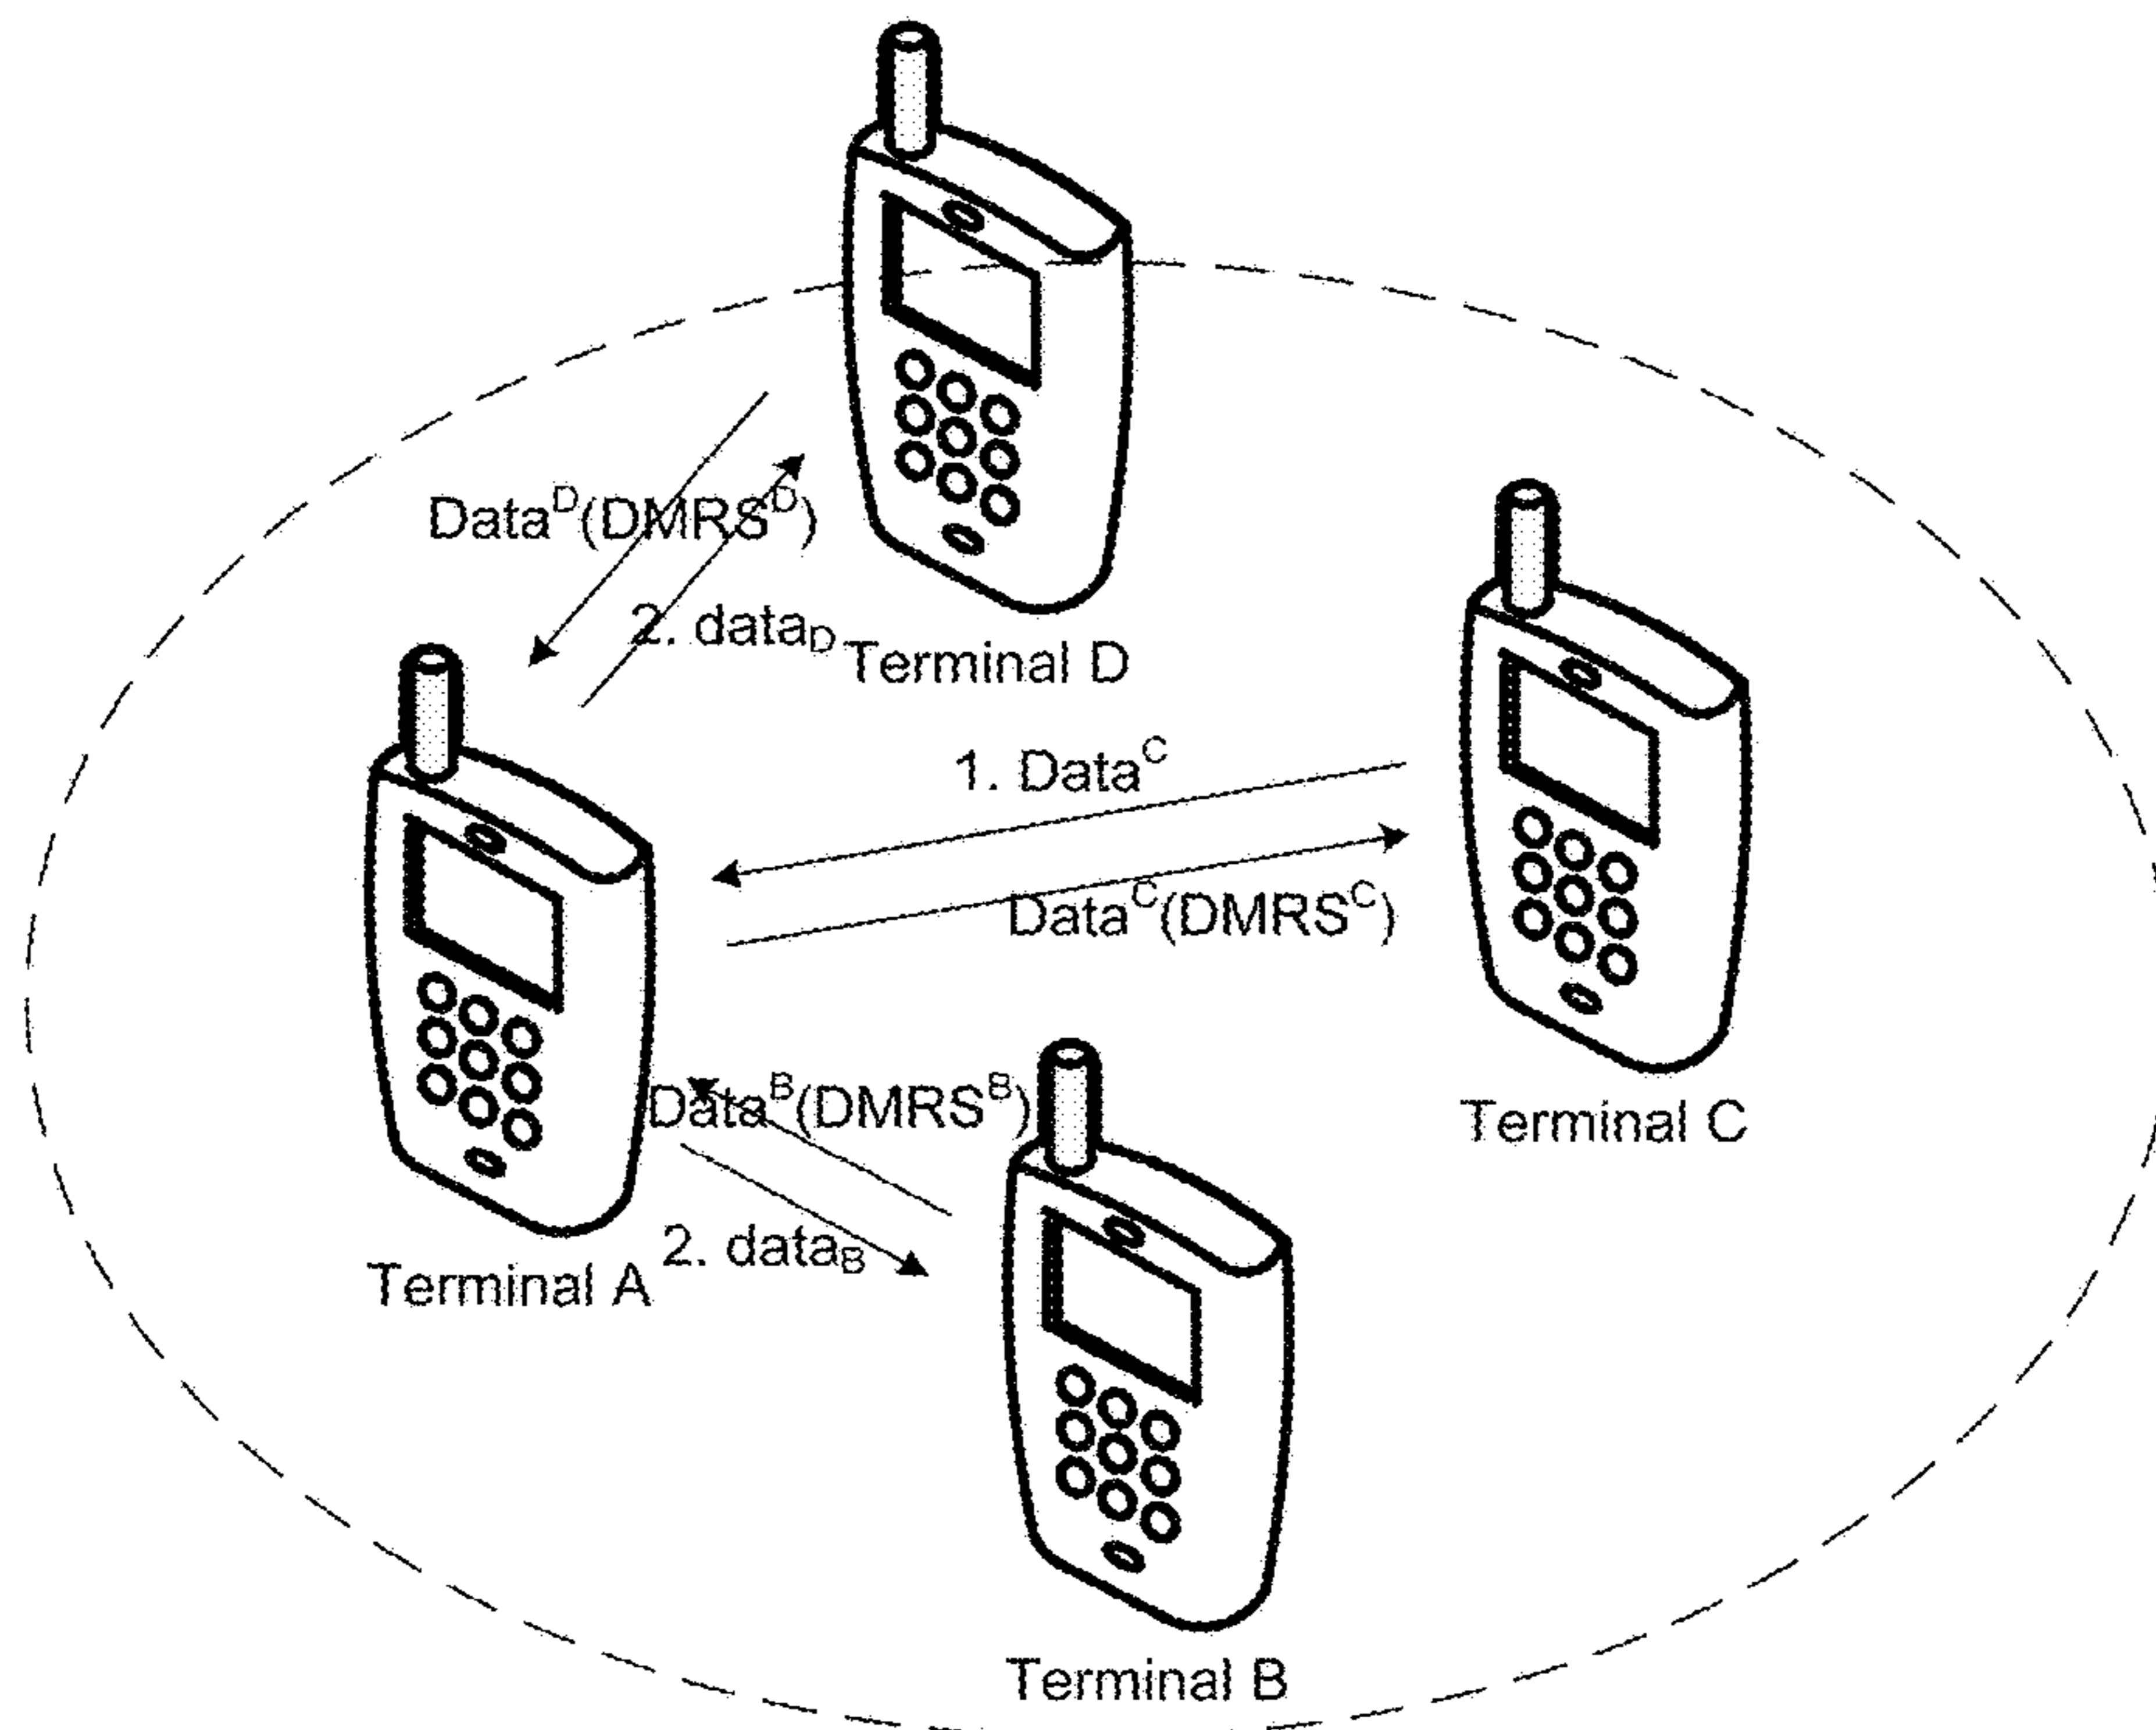 Data^D(DMRS^D)
2. data_D
Terminal D
1. Data^C
Data^C(DMRS^C)
Data^B(DMRS^B)
Terminal C
2. data_B
Terminal A
Terminal B